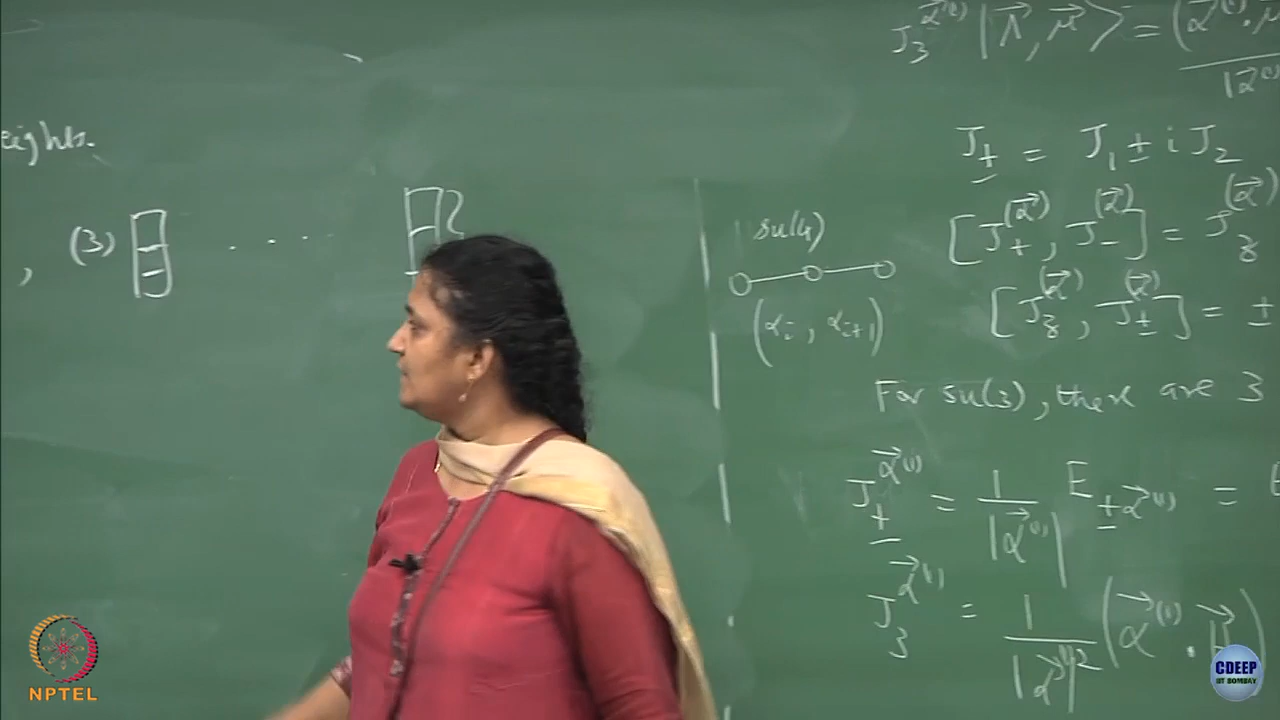 eights.
, (3) . . . .
su(4)
(αᵢ , αᵢ₊₁)
J₃^α⃗⁽¹⁾ |Λ⃗, μ⃗> = (α⃗⁽¹⁾·μ
|α⃗⁽¹⁾
J± = J₁ ± i J₂
[J₊^(α⃗), J₋^(α⃗)] = J₃^(α⃗)
[J₃^(α⃗), J±^(α⃗)] = ±
For su(3), there are 3
J±^α⃗⁽¹⁾ = 1/|α⃗⁽¹⁾| E±α⃗⁽¹⁾ =
J₃^α⃗⁽¹⁾ = 1/|α⃗⁽¹⁾|² (α⃗⁽¹⁾ . H⃗)
NPTEL
CDEEP
IIT BOMBAY